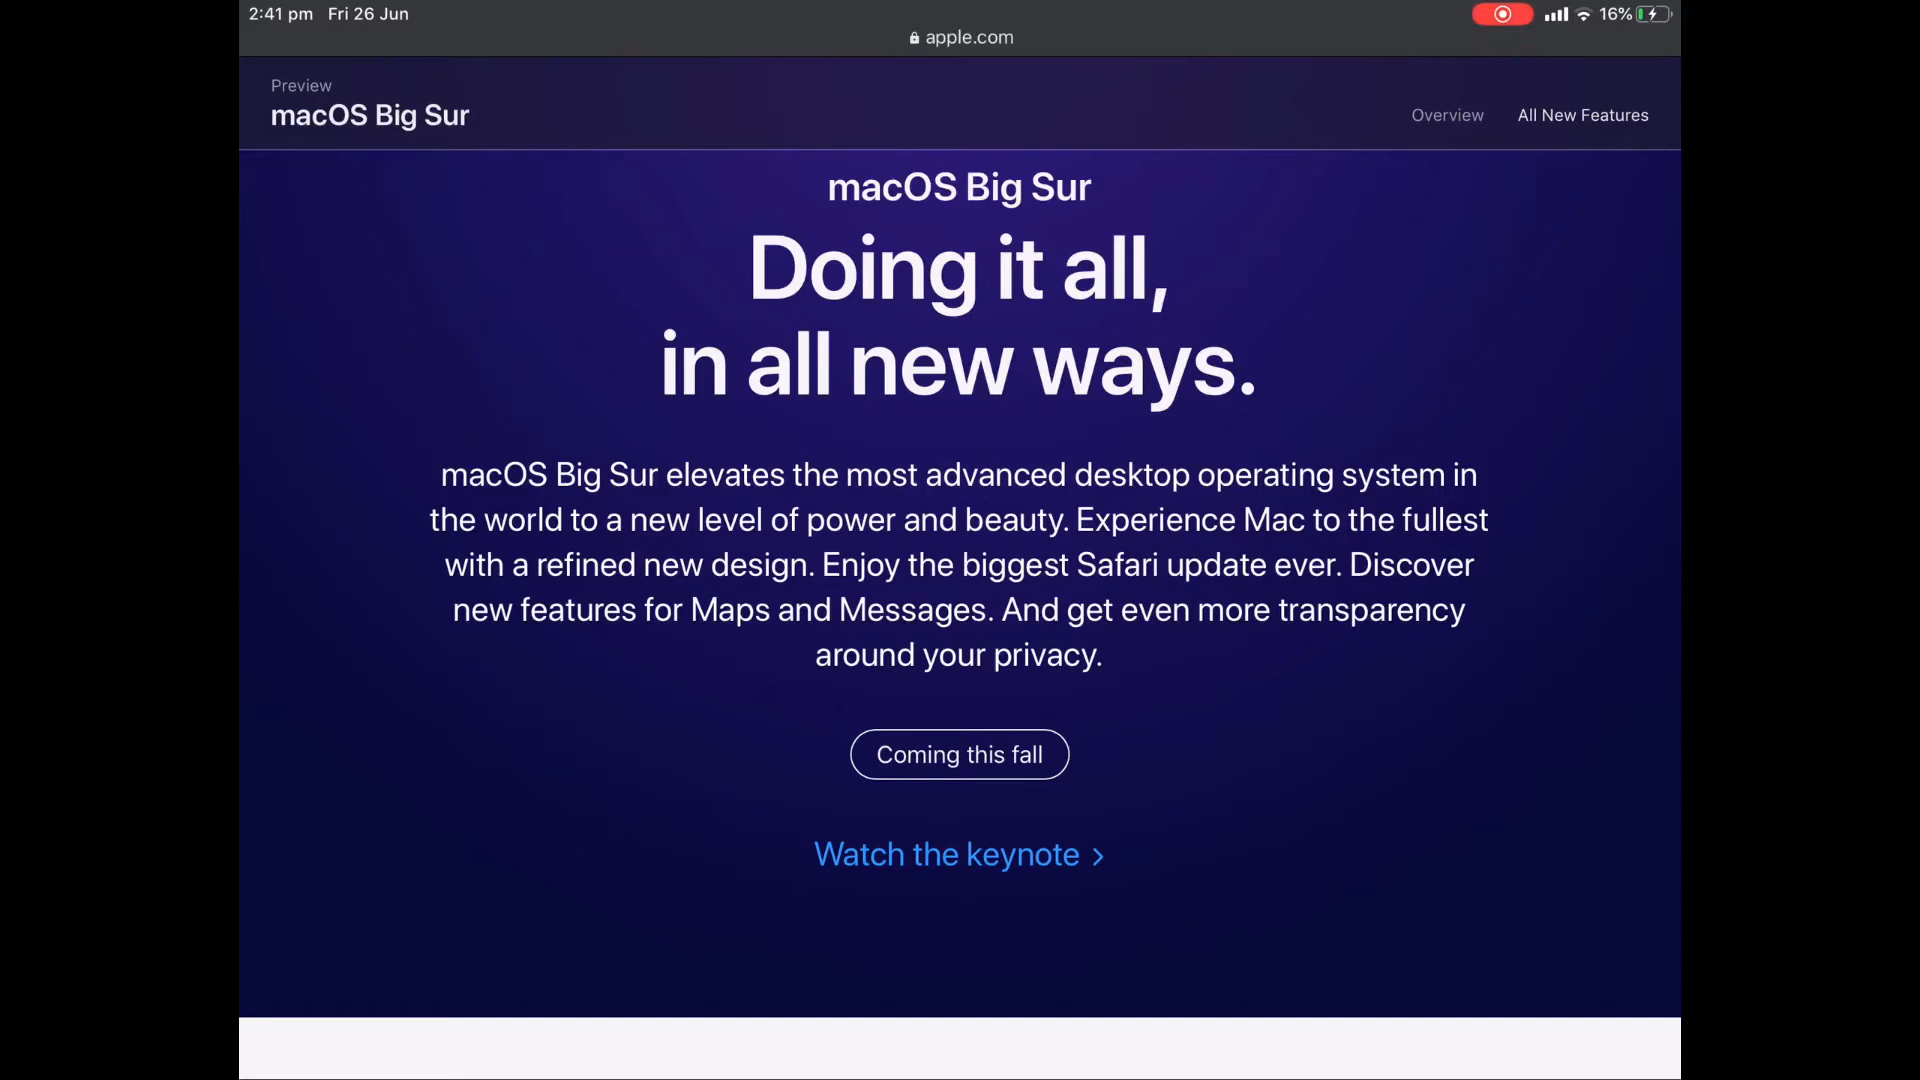 2:41 pm Fri 26 Jun
16%
apple.com
Preview
macOS Big Sur
Overview All New Features
macOS Big Sur
Doing it all,
in all new ways.
macOS Big Sur elevates the most advanced desktop operating system in
the world to a new level of power and beauty. Experience Mac to the fullest
with a refined new design. Enjoy the biggest Safari update ever. Discover
new features for Maps and Messages. And get even more transparency
around your privacy.
Coming this fall
Watch the keynote >